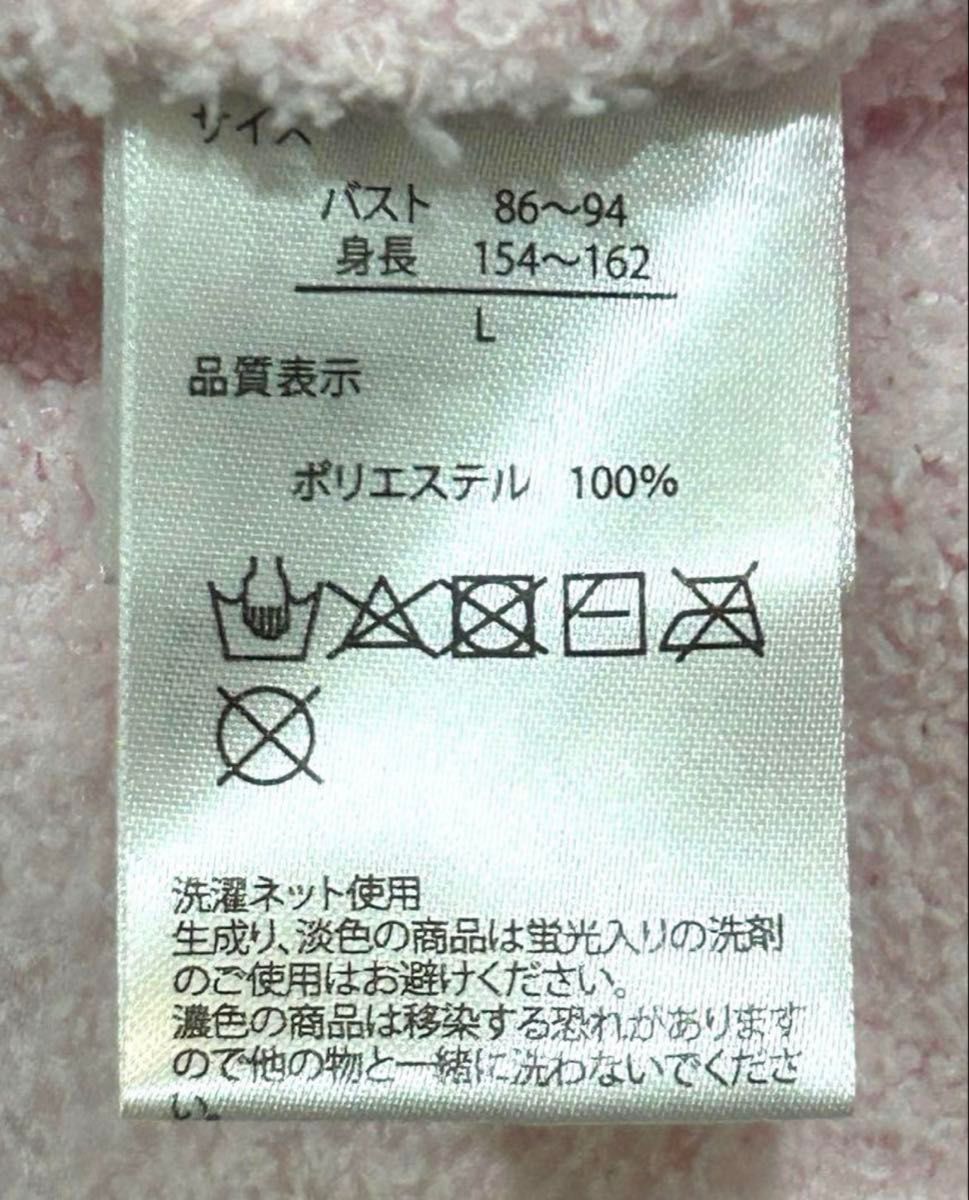 サイズ
バスト 86〜94
身長 154〜162
L
品質表示
ポリエステル 100%
洗濯ネット使用
生成り、淡色の商品は蛍光入りの洗剤
のご使用はお避けください。
濃色の商品は移染する恐れがあります
ので他の物と一緒に洗わないでくださ
い。